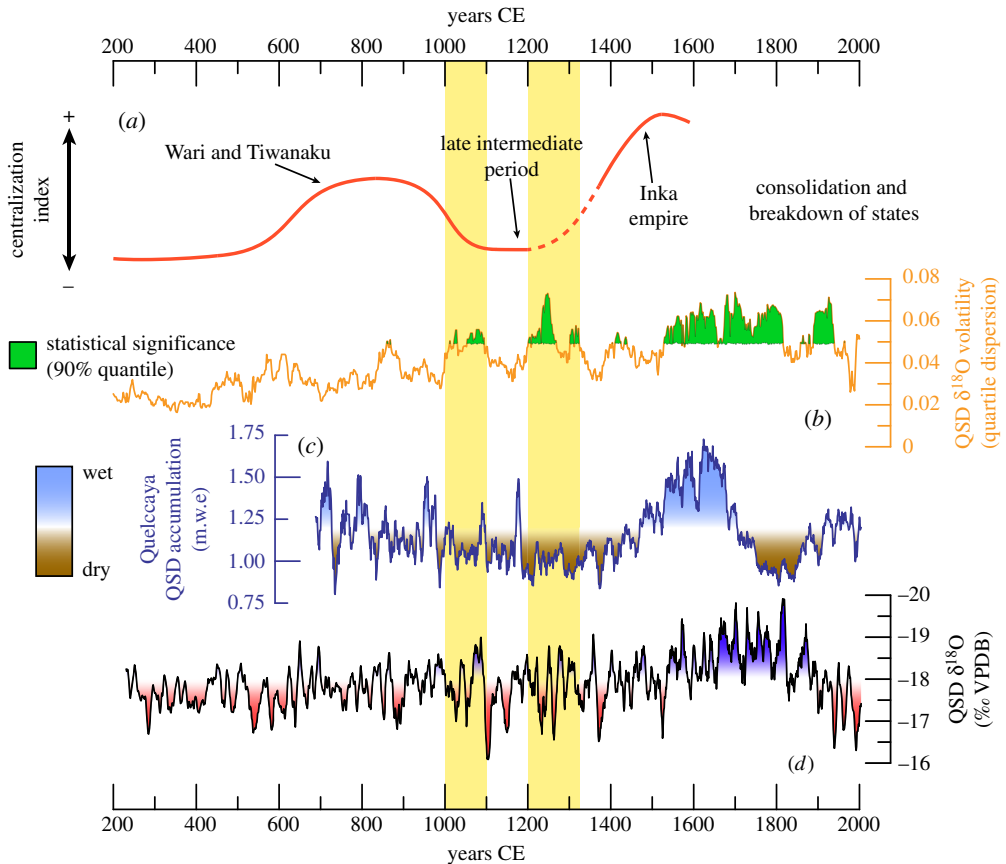 years CE
200 400 600 800 1000 1200 1400 1600 1800 2000
(a)
+
centralization
index
−
Wari and Tiwanaku
late intermediate
period
Inka
empire
consolidation and
breakdown of states
statistical significance
(90% quantile)
0.08
0.06
0.04
0.02
0
QSD δ18O volatility
(quartile dispersion)
(b)
wet
dry
(c)
Quelccaya
QSD accumulation
(m.w.e)
1.75
1.50
1.25
1.00
0.75
−20
−19
−18
−17
−16
QSD δ18O
(‰ VPDB)
(d)
200 400 600 800 1000 1200 1400 1600 1800 2000
years CE